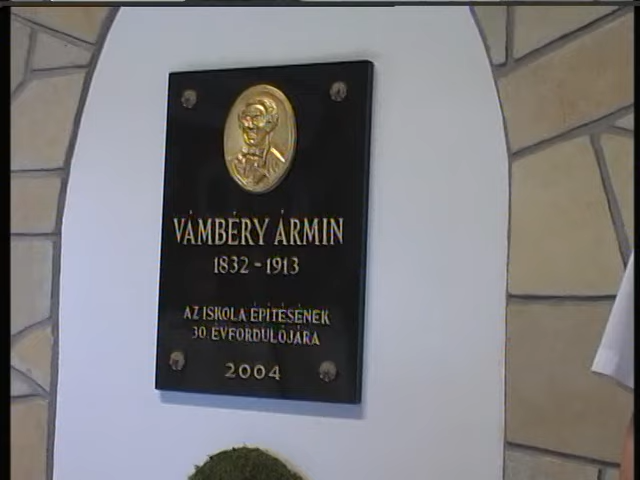 VÁMBÉRY ÁRMIN
1832 - 1913
AZ ISKOLA ÉPÍTÉSÉNEK
30 ÉVFORDULÓJÁRA
2004